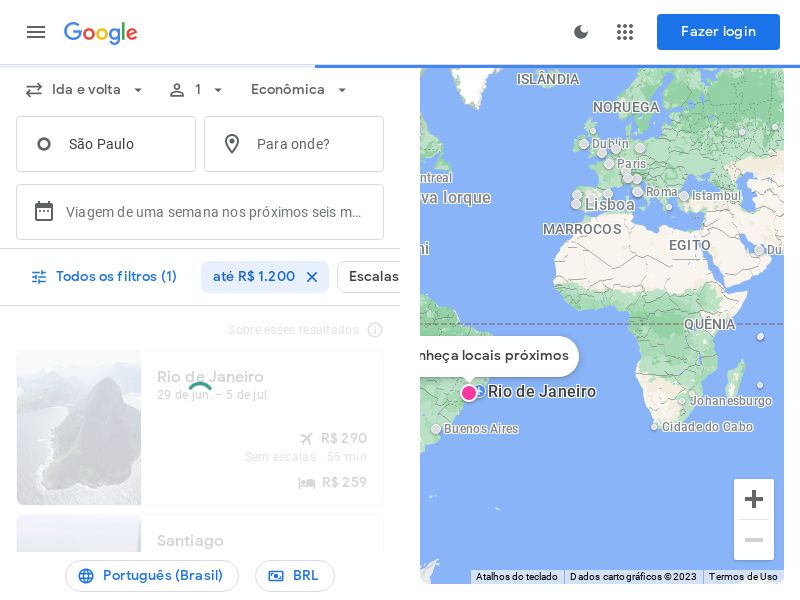 Google
Fazer login
Ida e volta
1
Econômica
São Paulo
Para onde?
Viagem de uma semana nos próximos seis m...
Todos os filtros (1)
até R$ 1.200
Escalas
Sobre esses resultados
Rio de Janeiro
29 de jun. – 5 de jul.
R$ 290
Sem escalas · 55 min
R$ 259
Santiago
Português (Brasil)
BRL
ISLÂNDIA
NORUEGA
Dublin
Paris
ntreal
Roma
Istambul
va Iorque
Lisboa
MARROCOS
EGITO
Du
ni
QUÊNIA
nheça locais próximos
Rio de Janeiro
Johanesburgo
Buenos Aires
Cidade do Cabo
Atalhos do teclado
Dados cartográficos ©2023
Termos de Uso